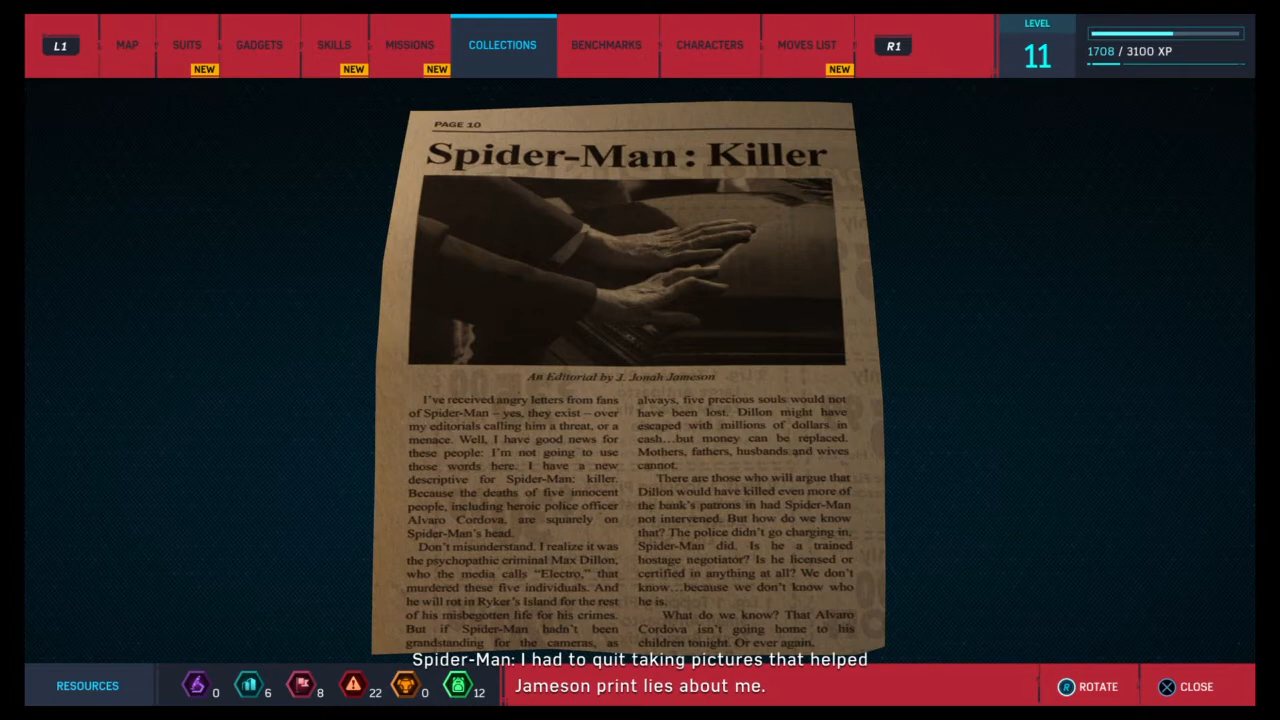 LEVEL
L1
MAP
SUITS
GADGETS
SKILLS
MISSIONS
COLLECTIONS
BENCHMARKS
CHARACTERS
MOVES LIST
R1
11
1708 / 3100 XP
NEW
NEW
NEW
NEW
PAGE 10
Spider-Man: Killer
An Editorial by J. Jonah Jameson
I've received angry letters from fans
of Spider-Man – yes, they exist – over
my editorials calling him a threat, or a
menace. Well, I have good news for
these people: I'm not going to use
those words here. I have a new
descriptive for Spider-Man: killer.
Because the deaths of five innocent
people, including heroic police officer
Alvaro Cordova, are squarely on
Spider-Man's head.
Don't misunderstand. I realize it was
the psychopathic criminal Max Dillon,
who the media calls "Electro," that
murdered these five individuals. And
he will rot in Ryker's Island for the rest
of his misbegotten life for his crimes.
But if Spider-Man hadn't been
grandstanding for the cameras, as
always, five precious souls would not
have been lost. Dillon might have
escaped with millions of dollars in
cash...but money can be replaced.
Mothers, fathers, husbands and wives
cannot.
There are those who will argue that
Dillon would have killed even more of
the bank's patrons in had Spider-Man
not intervened. But how do we know
that? The police didn't go charging in,
Spider-Man did. Is he a trained
hostage negotiator? Is he licensed or
certified in anything at all? We don't
know...because we don't know who
he is.
What do we know? That Alvaro
Cordova isn't going home to his
children tonight. Or ever again.
Spider-Man: I had to quit taking pictures that helped
Jameson print lies about me.
RESOURCES
0
6
8
22
0
12
R ROTATE
CLOSE